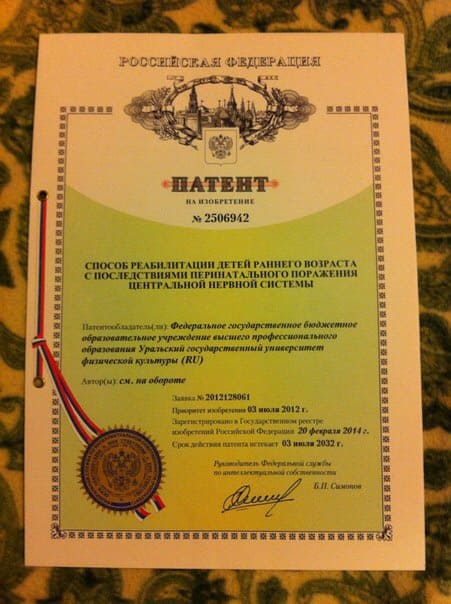 РОССИЙСКАЯ ФЕДЕРАЦИЯ
ПАТЕНТ
НА ИЗОБРЕТЕНИЕ
№ 2506942
СПОСОБ РЕАБИЛИТАЦИИ ДЕТЕЙ РАННЕГО ВОЗРАСТА
С ПОСЛЕДСТВИЯМИ ПЕРИНАТАЛЬНОГО ПОРАЖЕНИЯ
ЦЕНТРАЛЬНОЙ НЕРВНОЙ СИСТЕМЫ
Патентообладатель(ли): Федеральное государственное бюджетное
образовательное учреждение высшего профессионального
образования Уральский государственный университет
физической культуры (RU)
Автор(ы): см. на обороте
Заявка № 2012128061
Приоритет изобретения 03 июля 2012 г.
Зарегистрировано в Государственном реестре
изобретений Российской Федерации 20 февраля 2014 г.
Срок действия патента истекает 03 июля 2032 г.
Руководитель Федеральной службы
по интеллектуальной собственности
Б.П. Симонов